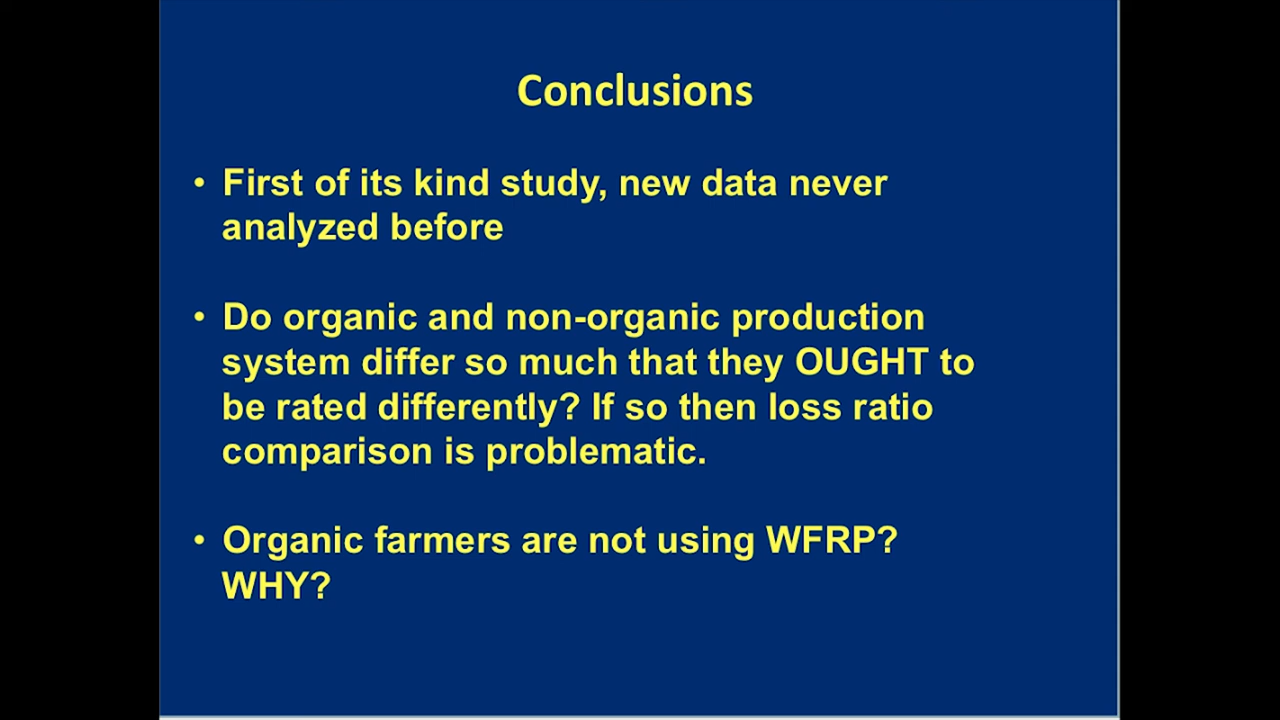 Conclusions
• First of its kind study, new data never
analyzed before
• Do organic and non-organic production
system differ so much that they OUGHT to
be rated differently? If so then loss ratio
comparison is problematic.
• Organic farmers are not using WFRP?
WHY?